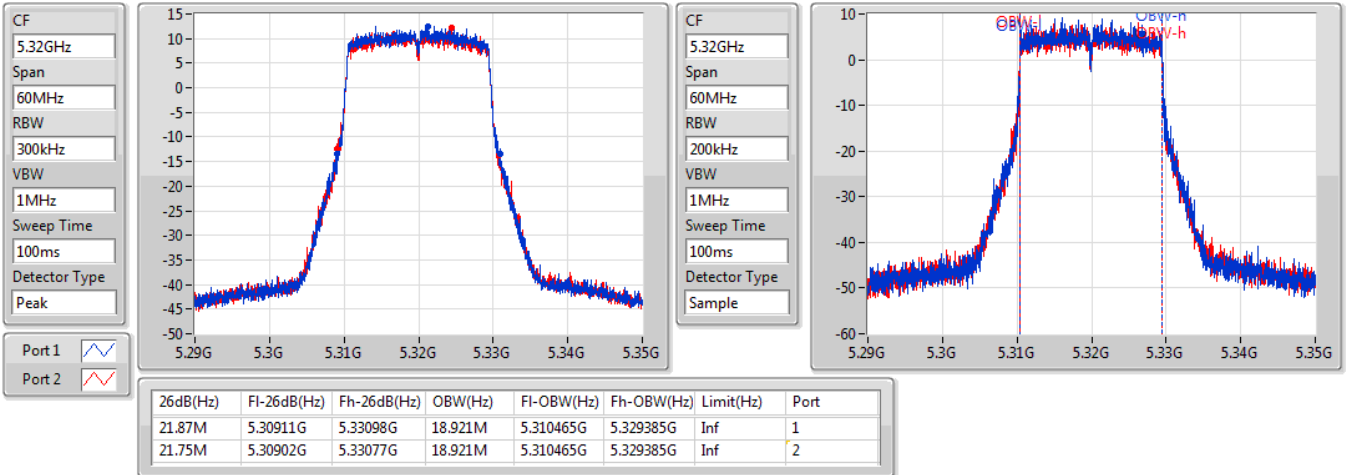 CF
5.32GHz
Span
60MHz
RBW
300kHz
VBW
1MHz
Sweep Time
100ms
Detector Type
Peak
15
10
5
0
-5
-10
-15
-20
-25
-30
-35
-40
-45
-50
5.29G 5.3G 5.31G 5.32G 5.33G 5.34G 5.35G
CF
5.32GHz
Span
60MHz
RBW
200kHz
VBW
1MHz
Sweep Time
100ms
Detector Type
Sample
OBW-l OBW-h
OBW-l OBW-h
10
0
-10
-20
-30
-40
-50
-60
5.29G 5.3G 5.31G 5.32G 5.33G 5.34G 5.35G
Port 1
Port 2
26dB(Hz) Fl-26dB(Hz) Fh-26dB(Hz) OBW(Hz) Fl-OBW(Hz) Fh-OBW(Hz) Limit(Hz) Port
21.87M 5.30911G 5.33098G 18.921M 5.310465G 5.329385G Inf 1
21.75M 5.30902G 5.33077G 18.921M 5.310465G 5.329385G Inf 2